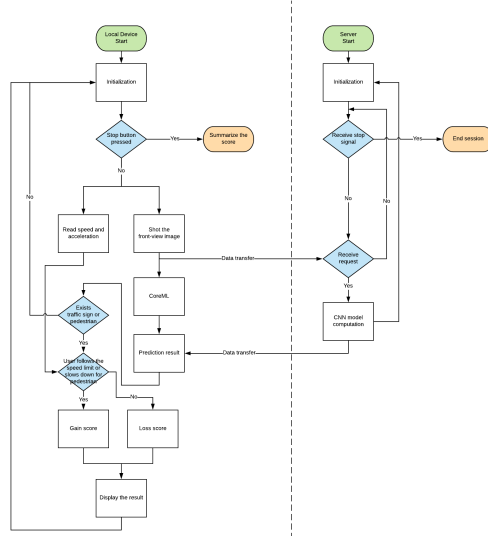 Local Device
Start
Server
Start
Initialization
Initialization
Stop button
pressed
Yes
Summarize the
score
Receive stop
signal
Yes
End session
No
No
No
No
Read speed and
acceleration
Shot the
front-view image
Data transfer
Receive
request
Yes
CoreML
Exists
traffic sign or
pedestrian
CNN model
computation
Yes
Prediction result
Data transfer
User follows the
speed limit or
slows down for
pedestrian
No
Yes
Gain score
Loss score
Display the result